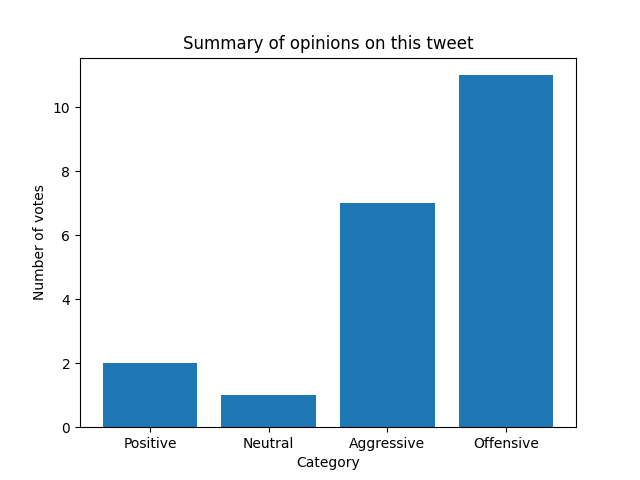 Summary of opinions on this tweet
10
8
6
4
2
0
Number of votes
Positive Neutral Aggressive Offensive
Category